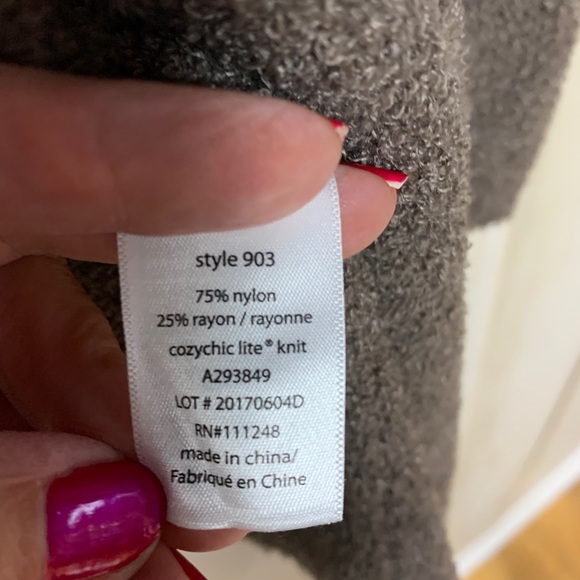 style 903
75% nylon
25% rayon / rayonne
cozychic lite® knit
A293849
LOT # 20170604D
RN#111248
made in china/
Fabriqué en Chine